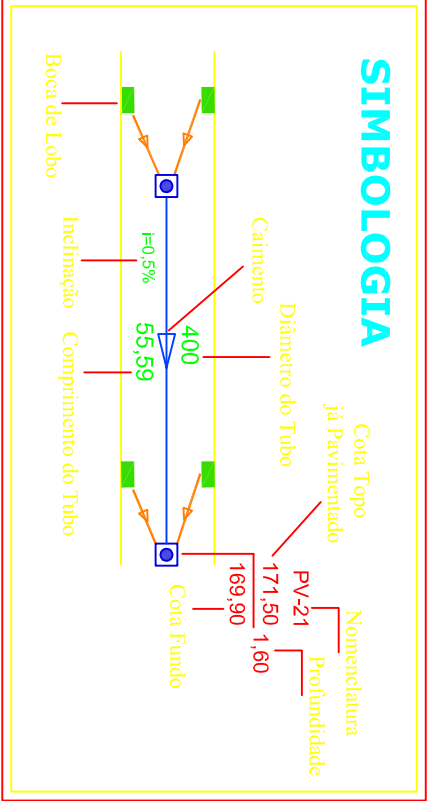 SIMBOLOGIA
Cota Topo
já Pavimentado
Nomenclatura
Profundidade
Diâmetro do Tubo
Caimento
PV-21
171,50
1,60
169,90
400
55,59
i=0,5%
Cota Fundo
Boca de Lobo
Inclinação
Comprimento do Tubo